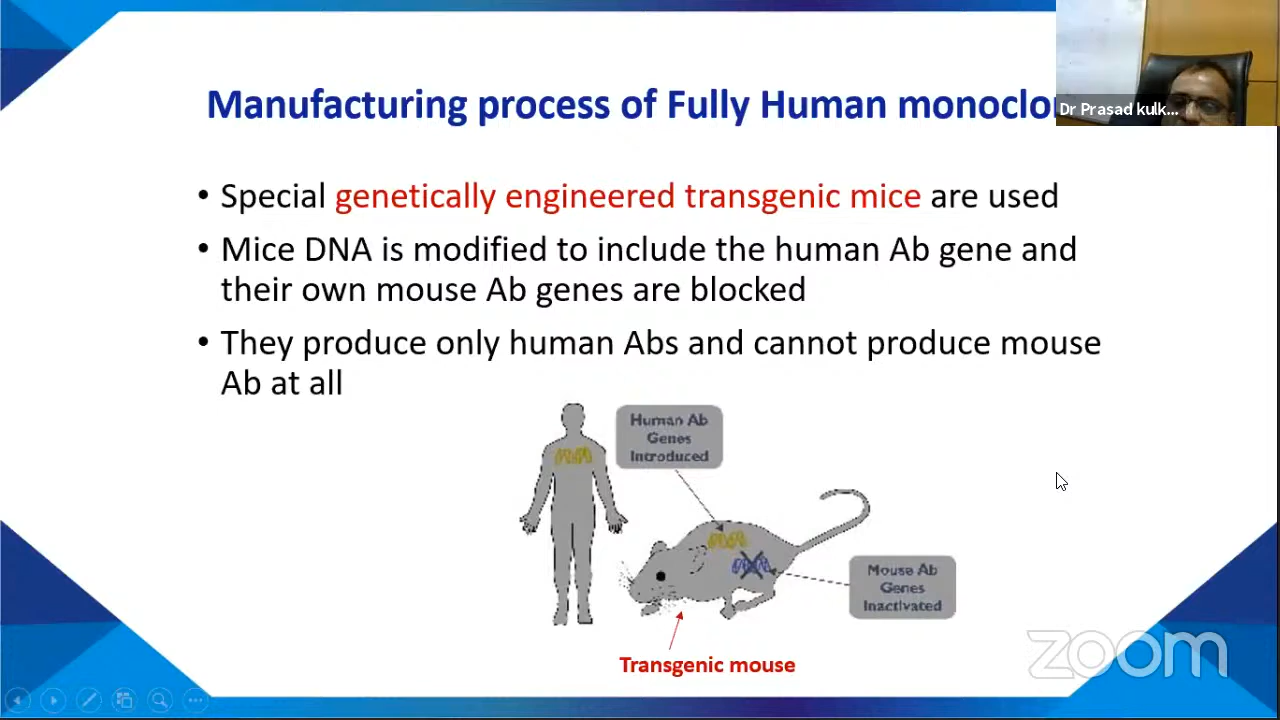 Manufacturing process of Fully Human
Dr Prasad kulk...
• Special genetically engineered transgenic mice are used
• Mice DNA is modified to include the human Ab gene and
their own mouse Ab genes are blocked
• They produce only human Abs and cannot produce mouse
Ab at all
Human Ab
Genes
Introduced
Mouse Ab
Genes
Inactivated
Transgenic mouse
zoom